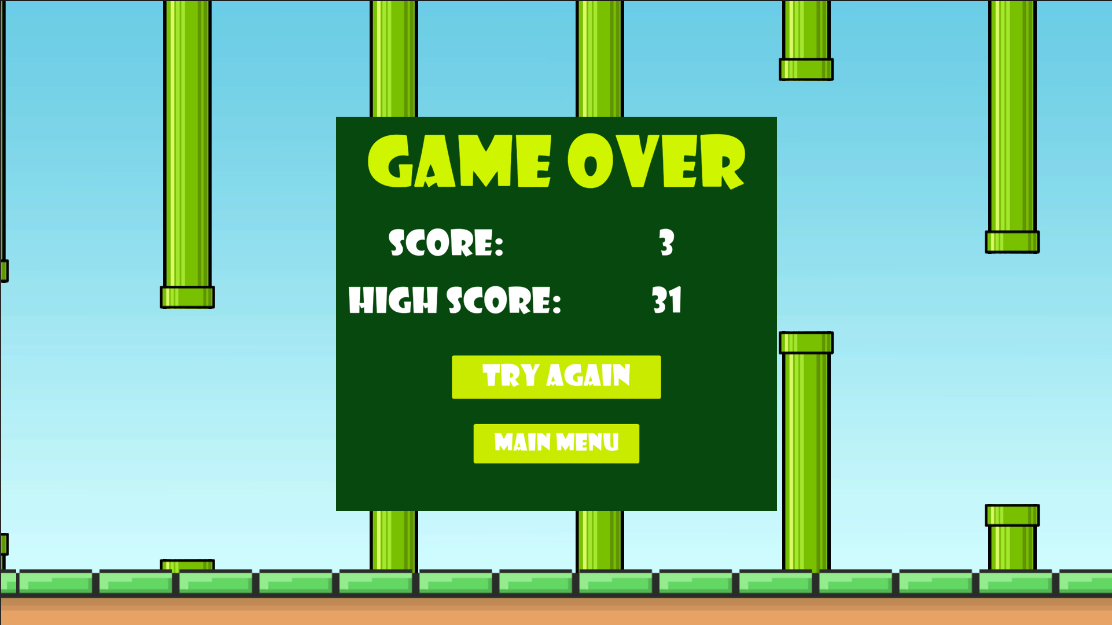 GAME OVER
SCORE: 3
HIGH SCORE: 31
TRY AGAIN
MAIN MENU